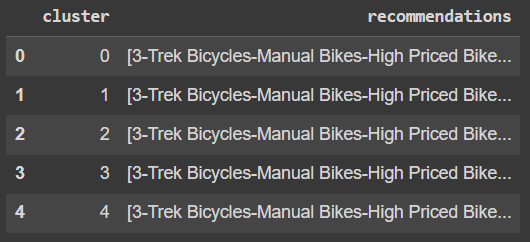 cluster recommendations
0 0 [3-Trek Bicycles-Manual Bikes-High Priced Bike...
1 1 [3-Trek Bicycles-Manual Bikes-High Priced Bike...
2 2 [3-Trek Bicycles-Manual Bikes-High Priced Bike...
3 3 [3-Trek Bicycles-Manual Bikes-High Priced Bike...
4 4 [3-Trek Bicycles-Manual Bikes-High Priced Bike...